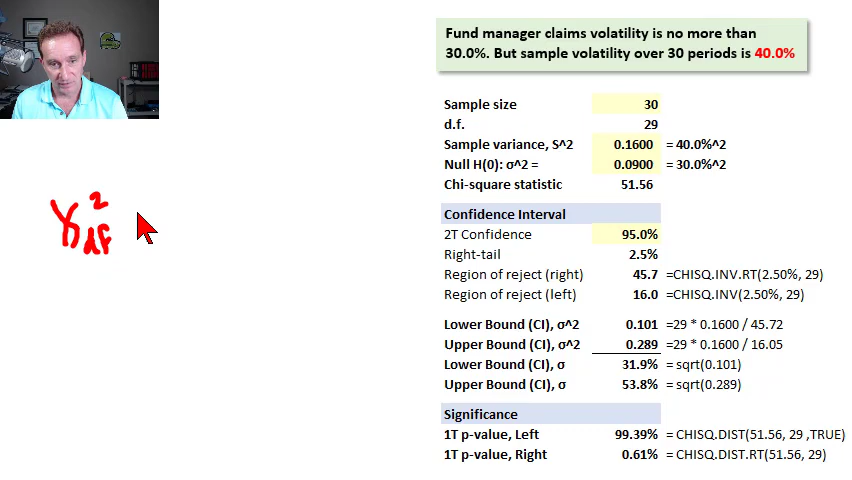 Fund manager claims volatility is no more than
30.0%. But sample volatility over 30 periods is 40.0%
Sample size 30
d.f. 29
Sample variance, S^2 0.1600 = 40.0%^2
Null H(0): σ^2 = 0.0900 = 30.0%^2
Chi-square statistic 51.56
χ²df
Confidence Interval
2T Confidence 95.0%
Right-tail 2.5%
Region of reject (right) 45.7 =CHISQ.INV.RT(2.50%, 29)
Region of reject (left) 16.0 =CHISQ.INV(2.50%, 29)
Lower Bound (CI), σ^2 0.101 =29 * 0.1600 / 45.72
Upper Bound (CI), σ^2 0.289 =29 * 0.1600 / 16.05
Lower Bound (CI), σ 31.9% = sqrt(0.101)
Upper Bound (CI), σ 53.8% = sqrt(0.289)
Significance
1T p-value, Left 99.39% = CHISQ.DIST(51.56, 29 ,TRUE)
1T p-value, Right 0.61% = CHISQ.DIST.RT(51.56, 29)